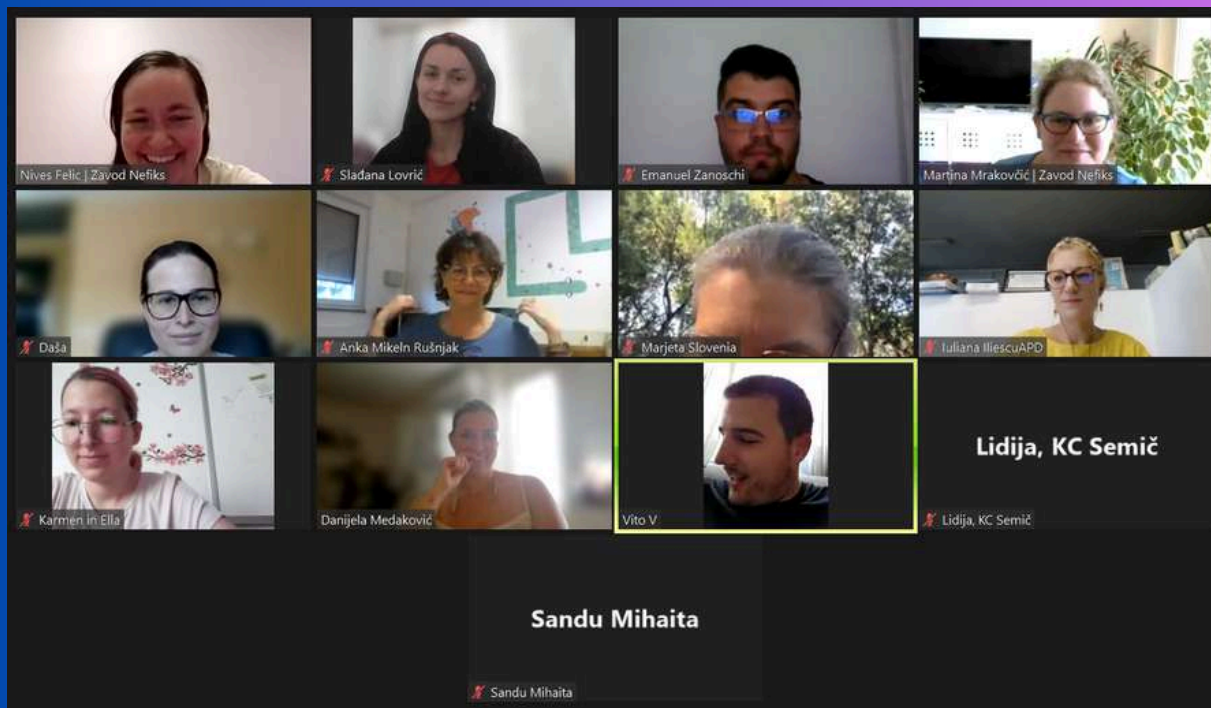 Nives Felic | Zavod Nefiks
Slađana Lovrić
Emanuel Zanoschi
Martina Mrakovčić | Zavod Nefiks
Daša
Anka Mikeln Rušnjak
Marjeta Slovenia
Iuliana IliescuAPD
Karmen in Ella
Danijela Medaković
Vito V
Lidija, KC Semič
Lidija, KC Semič
Sandu Mihaita
Sandu Mihaita